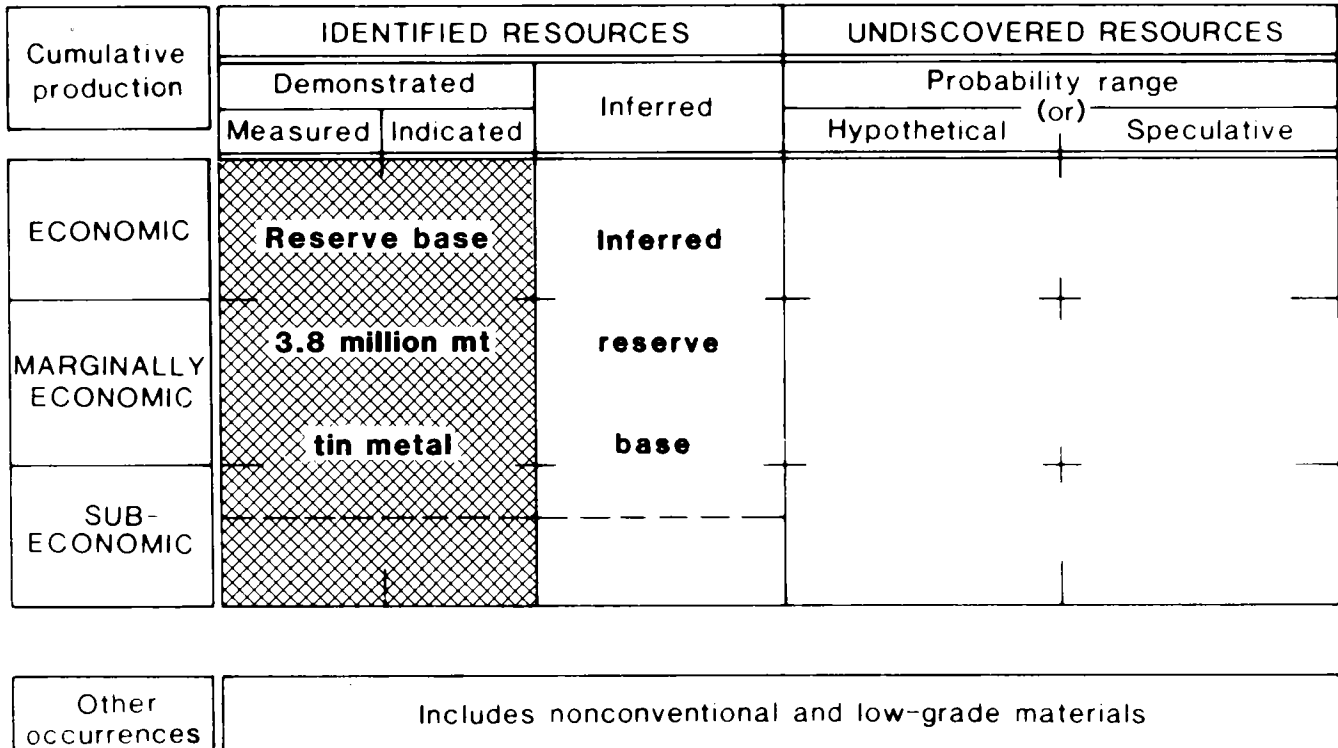 Cumulative
production
IDENTIFIED RESOURCES
UNDISCOVERED RESOURCES
Demonstrated
Inferred
Probability range
(or)
Measured
Indicated
Hypothetical
Speculative
ECONOMIC
Reserve base
Inferred
MARGINALLY
ECONOMIC
3.8 million mt
reserve
tin metal
base
SUB-
ECONOMIC
Other
occurrences
Includes nonconventional and low-grade materials